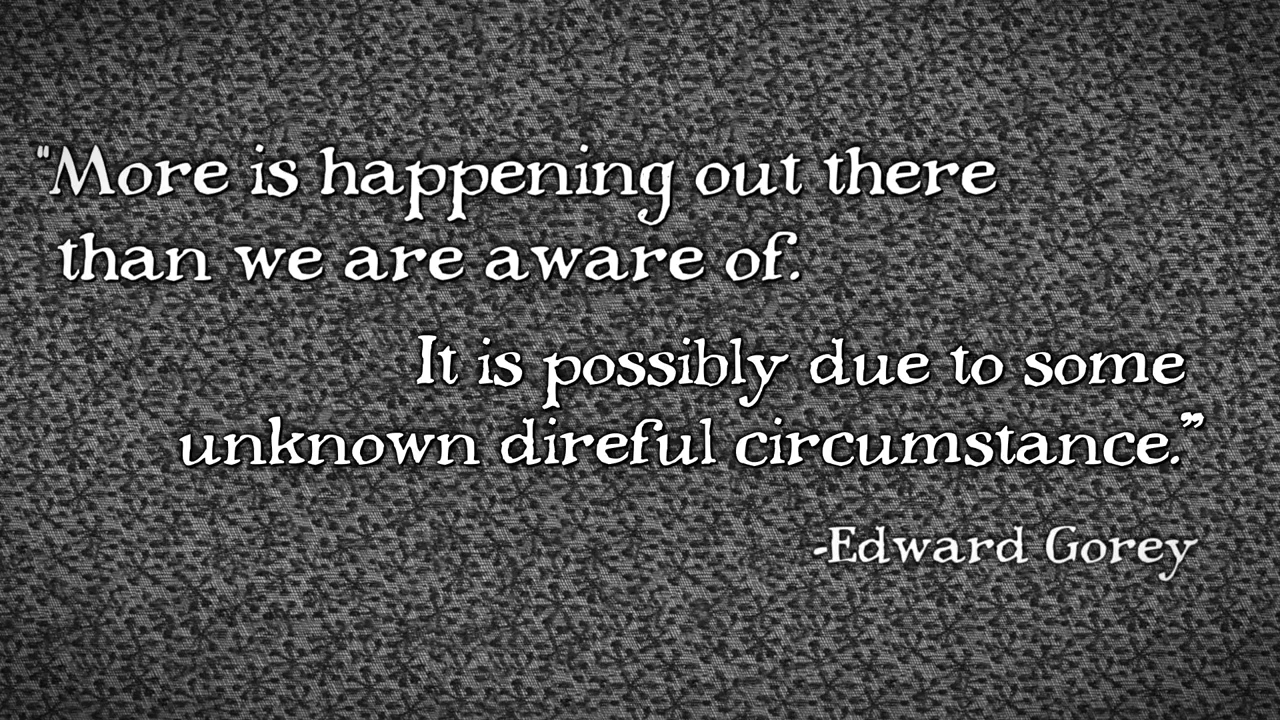 "More is happening out there
than we are aware of.
It is possibly due to some
unknown direful circumstance.”
-Edward Gorey